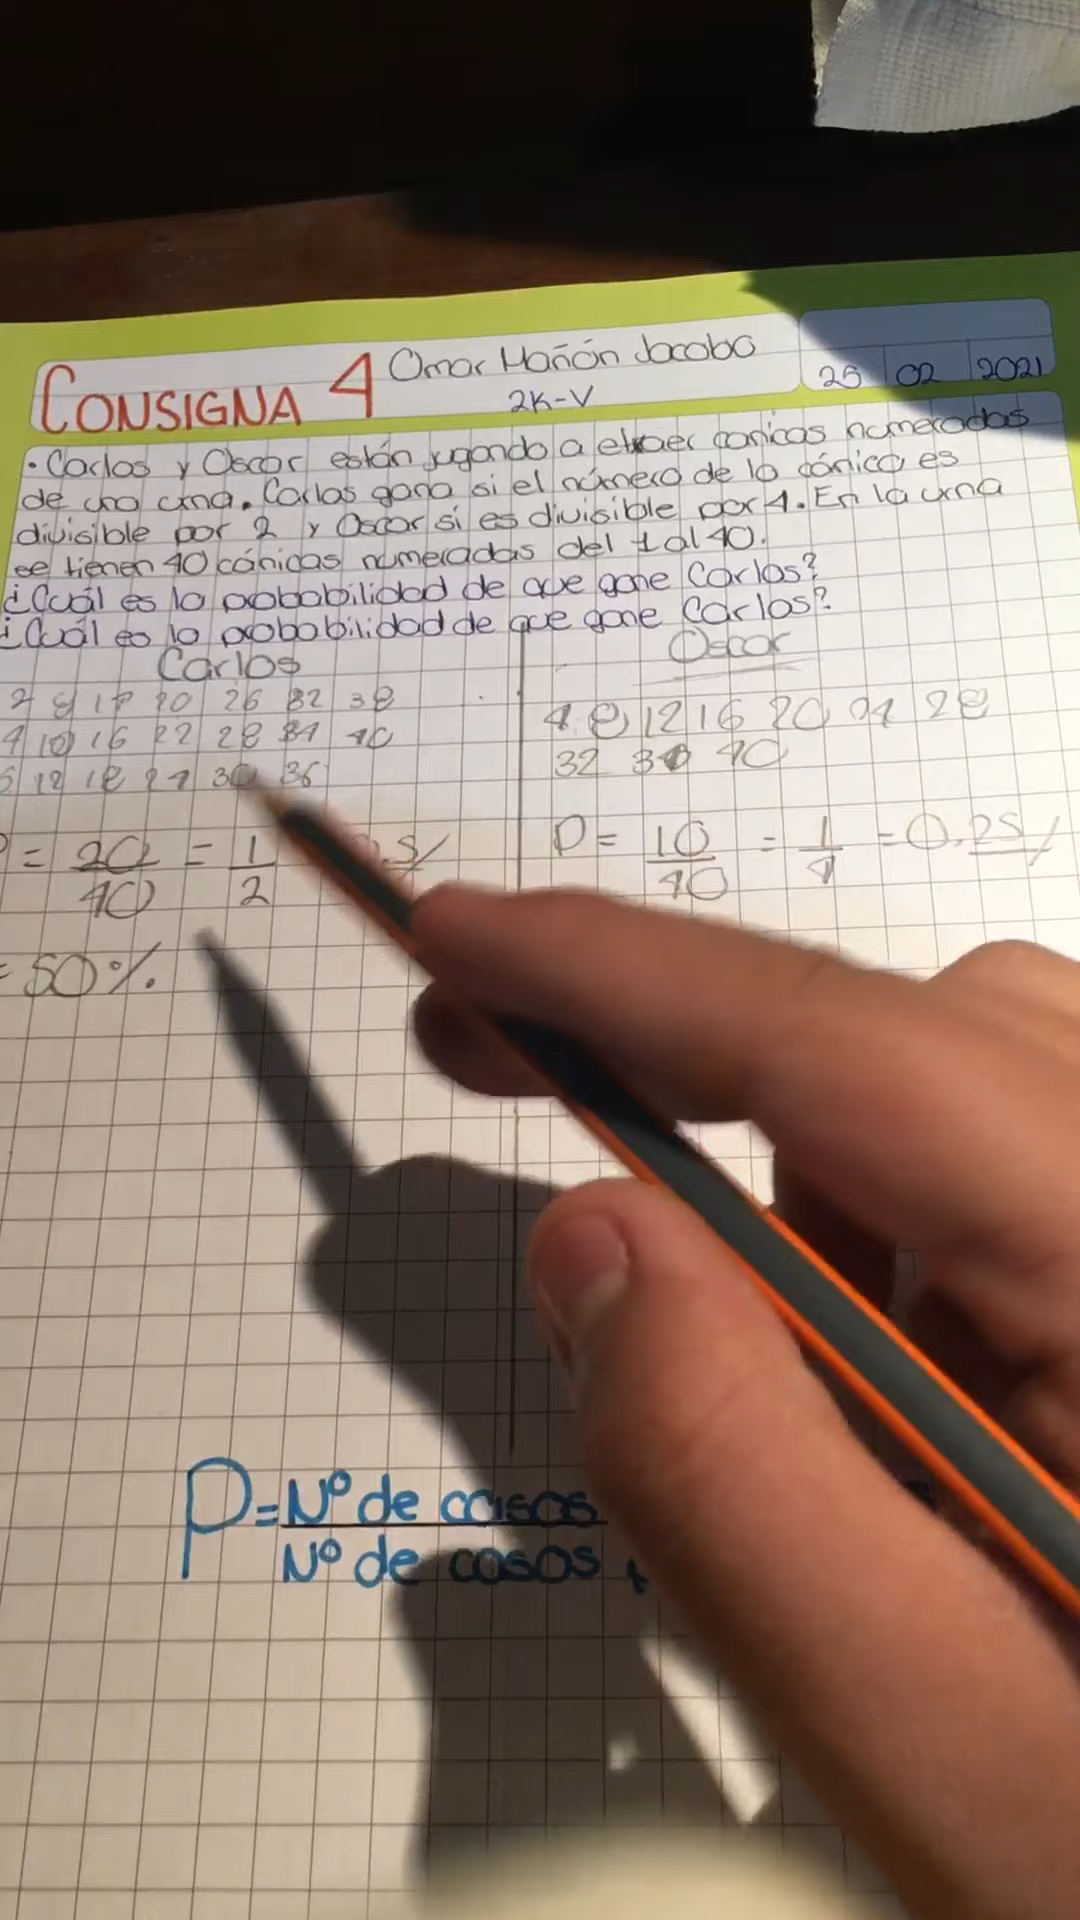 CONSIGNA 4
Omar Mañón Jacobo
2K-V
25 02 2021
• Carlos y Oscar están jugando a extraer canicas numeradas
de una urna. Carlos gana si el número de la cánica es
divisible por 2 y Oscar si es divisible por 4. En la urna
se tienen 40 cánicas numeradas del 1 al 40.
¿Cuál es la probabilidad de que gane Carlos?
¿Cuál es la probabilidad de que gane Carlos?
Carlos
2 8 14 20 26 32 38
4 10 16 22 28 34 40
6 12 18 24 30 36
= 20/40 = 1/2 0.5/
= 50%
Oscar
4 8 12 16 20 24 28
32 36 40
P = 10/40 = 1/4 = 0.25/
P = Nº de casos
Nº de casos